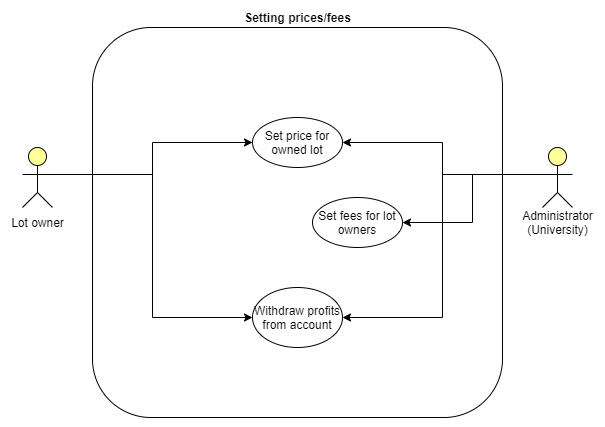 Setting prices/fees
Set price for
owned lot
Lot owner
Set fees for lot
owners
Administrator
(University)
Withdraw profits
from account